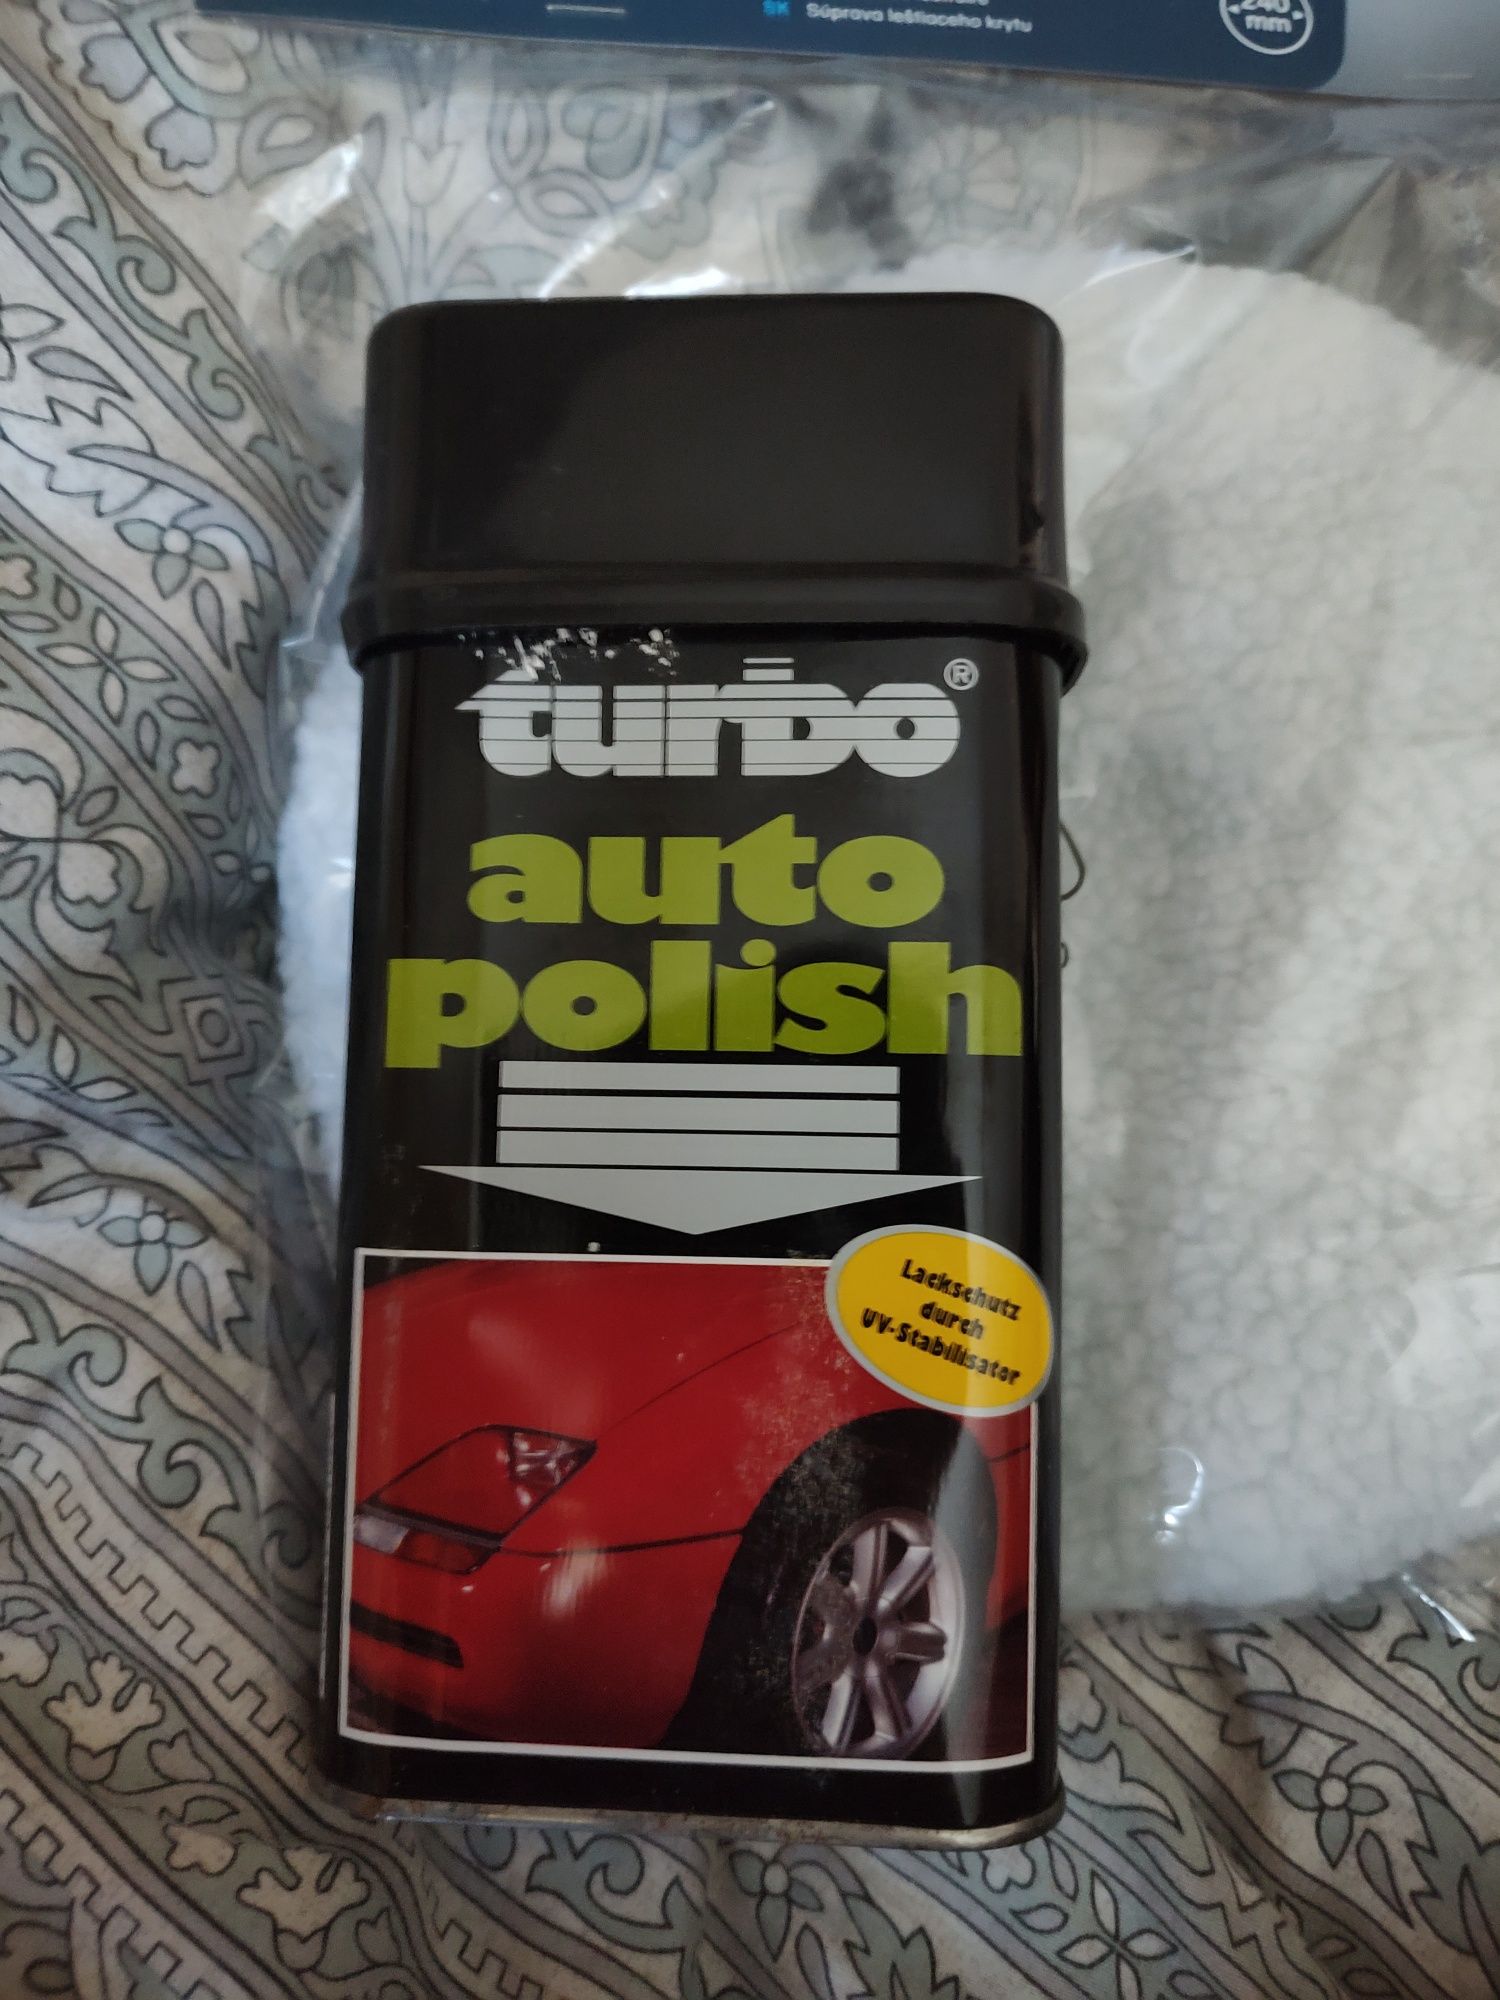 SK Súprava leštiaceho krytu
240
mm
turbo®
auto
polish
Lackschutz
durch
UV-Stabilisator